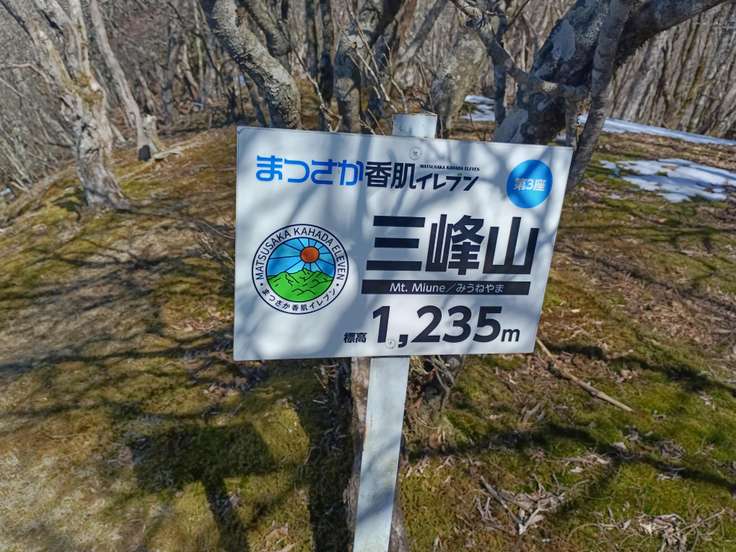 まつさか香肌イレブン
MATSUSAKA KAHADA ELEVEN
第3座
MATSUSAKA KAHADA ELEVEN
・まつさか香肌イレブン・
三峰山
Mt. Miune／みうねやま
標高 1,235m